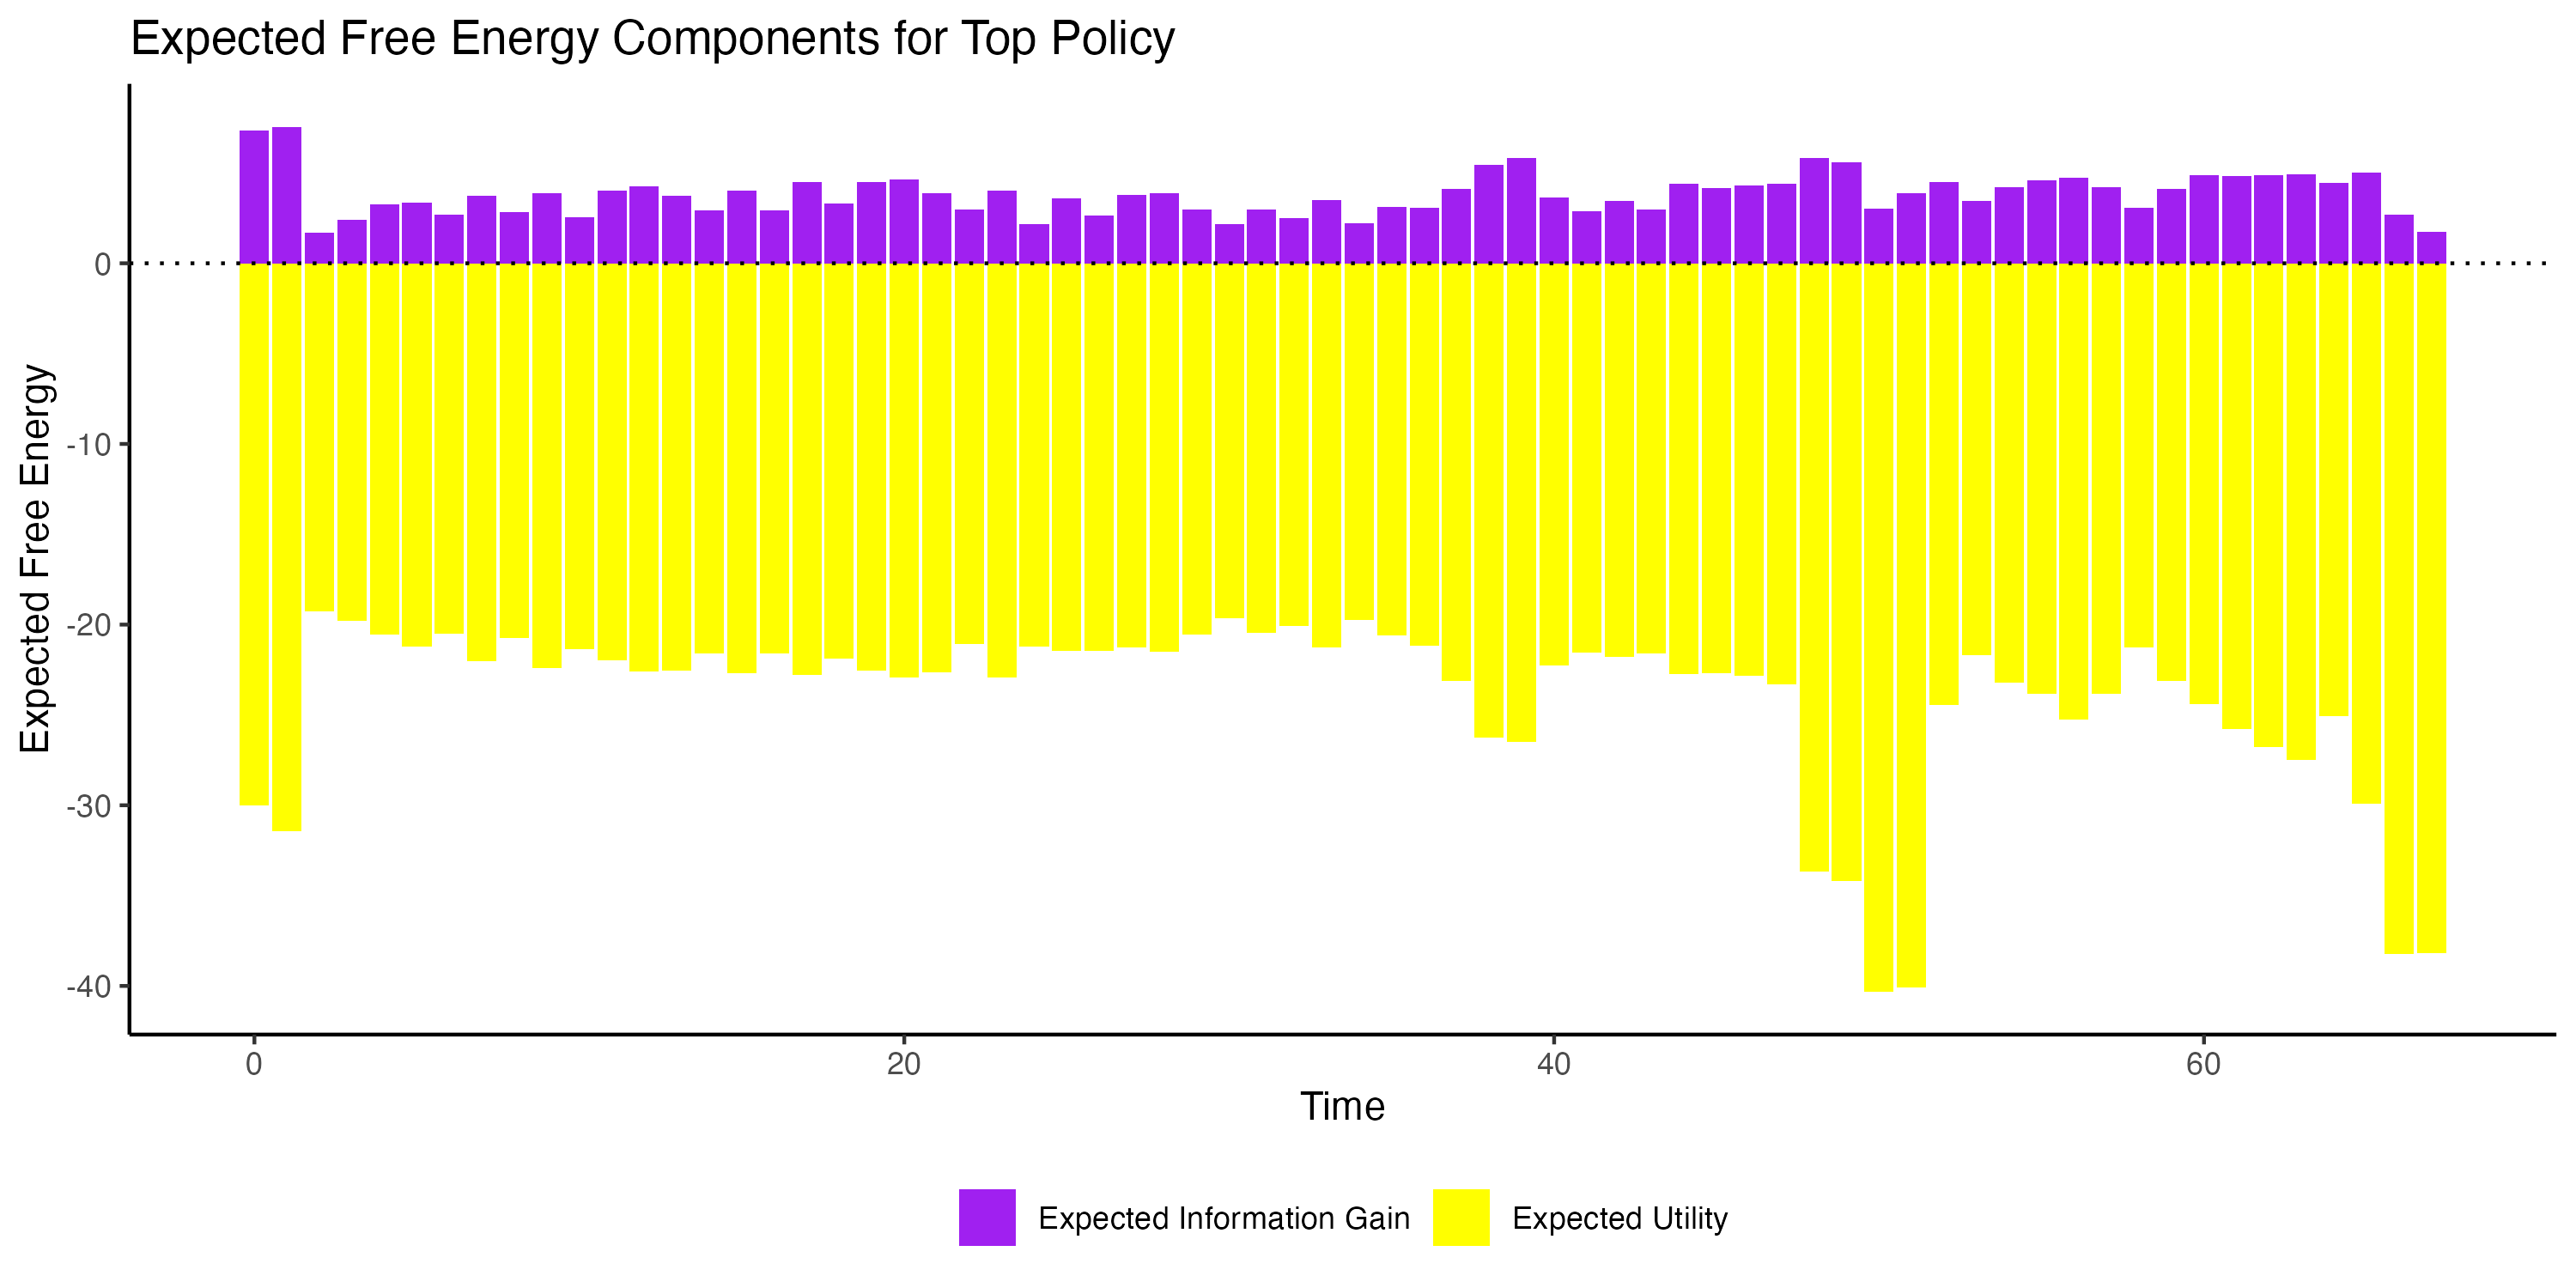 Expected Free Energy Components for Top Policy
Expected Free Energy
0
-10
-20
-30
-40
0 20 40 60
Time
Expected Information Gain Expected Utility